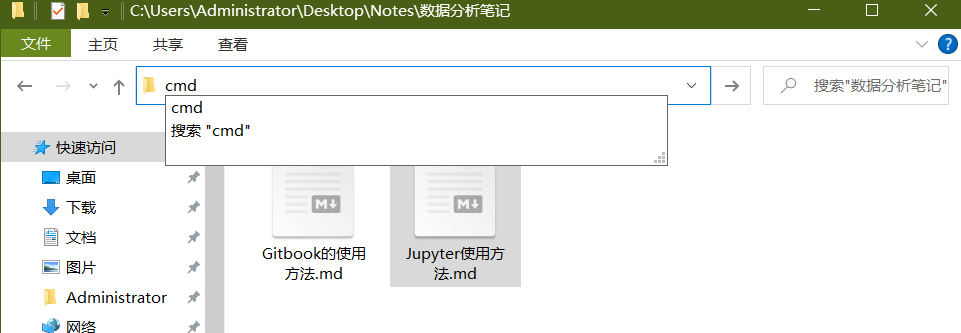 C:\Users\Administrator\Desktop\Notes\数据分析笔记
文件
主页
共享
查看
cmd
搜索"数据分析笔记"
cmd
搜索 "cmd"
快速访问
桌面
下载
文档
图片
Administrator
网络
Gitbook的使用
方法.md
Jupyter使用方
法.md
M
M